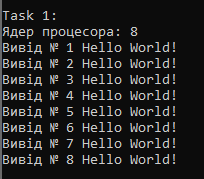 Task 1:
Ядер процесора: 8
Вивід № 1 Hello World!
Вивід № 2 Hello World!
Вивід № 3 Hello World!
Вивід № 4 Hello World!
Вивід № 5 Hello World!
Вивід № 6 Hello World!
Вивід № 7 Hello World!
Вивід № 8 Hello World!